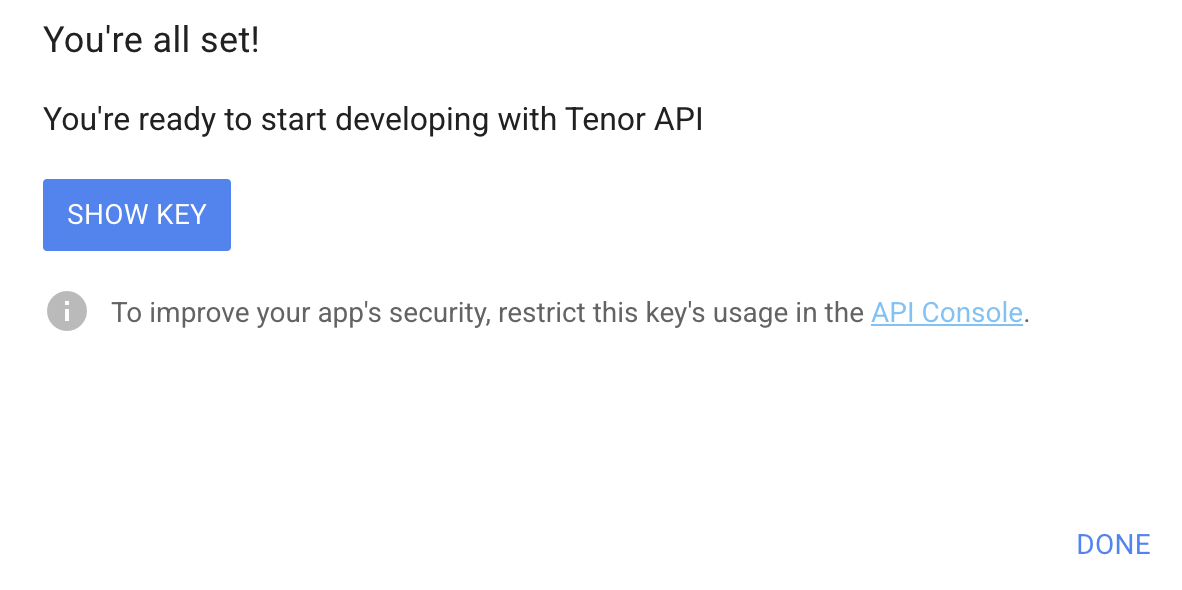 You're all set!
You're ready to start developing with Tenor API
SHOW KEY
To improve your app's security, restrict this key's usage in the API Console.
DONE